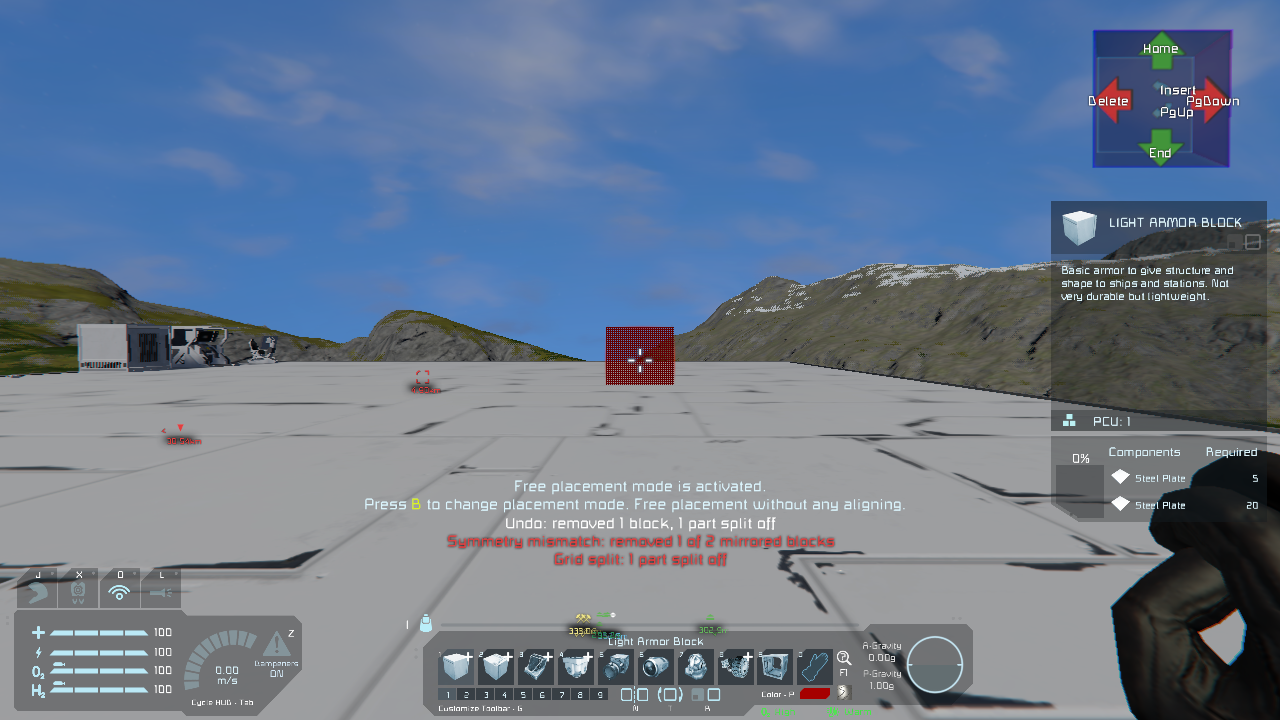 Home
Delete
Insert
PgDown
PgUp
End
LIGHT ARMOR BLOCK
Basic armor to give structure and
shape to ships and stations. Not
very durable but lightweight.
PCU: 1
0%
Components
Required
Steel Plate
5
Steel Plate
20
Free placement mode is activated.
Press B to change placement mode. Free placement without any aligning.
Undo: removed 1 block, 1 part split off
Symmetry mismatch: removed 1 of 2 mirrored blocks
Grid split: 1 part split off
J
X
O
L
100
100
O2 100
H2 100
0.00
m/s
Z
Dampeners
ON
Cycle HUD - Tab
Light Armor Block
1 2 3 4 5 6 7 8 9
Customize Toolbar - G
N
T
K
F1
Color - P
A-Gravity
0.00g
P-Gravity
1.00g